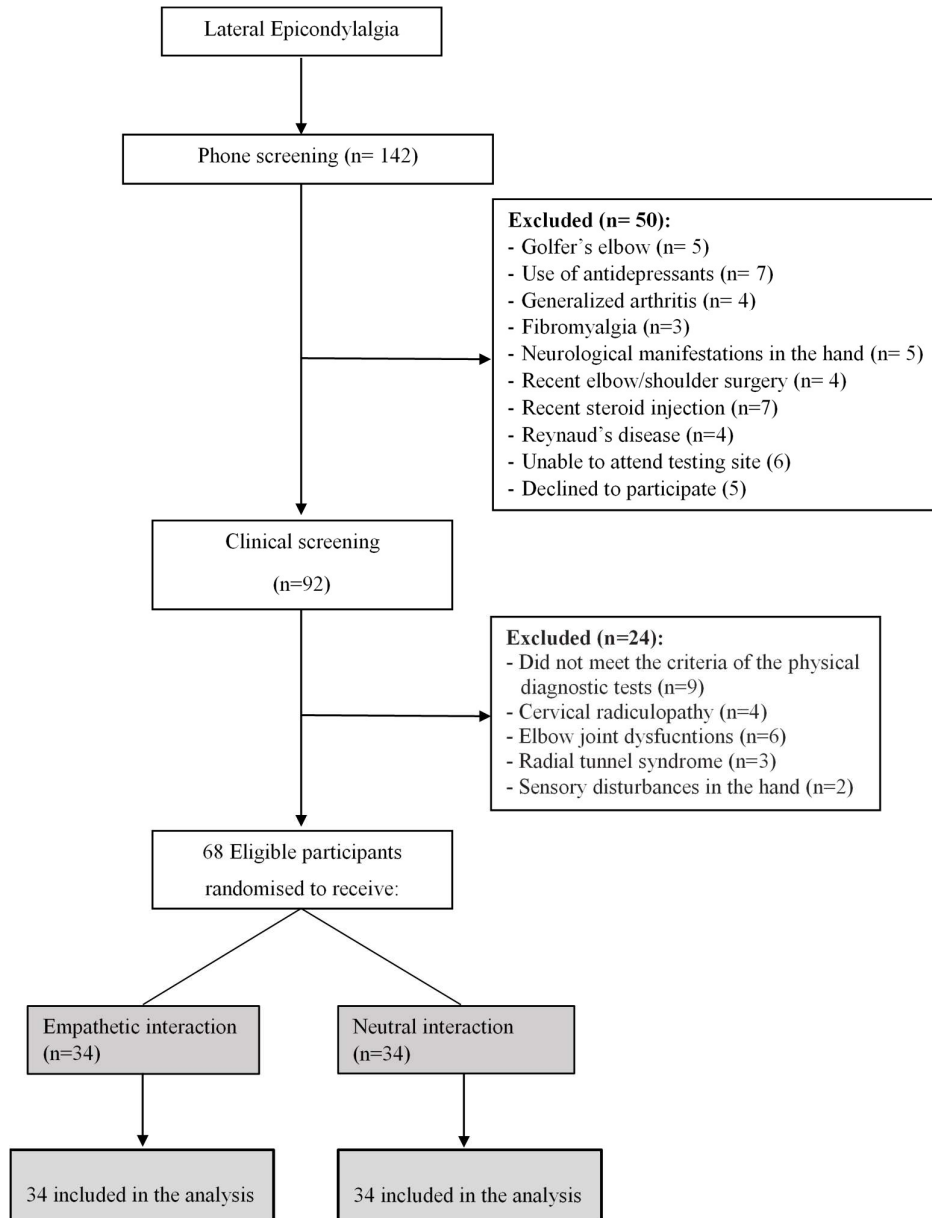 Lateral Epicondylalgia
Phone screening (n= 142)
Excluded (n= 50):
- Golfer's elbow (n= 5)
- Use of antidepressants (n= 7)
- Generalized arthritis (n= 4)
- Fibromyalgia (n=3)
- Neurological manifestations in the hand (n= 5)
- Recent elbow/shoulder surgery (n= 4)
- Recent steroid injection (n=7)
- Reynaud's disease (n=4)
- Unable to attend testing site (6)
- Declined to participate (5)
Clinical screening
(n=92)
Excluded (n=24):
- Did not meet the criteria of the physical
diagnostic tests (n=9)
- Cervical radiculopathy (n=4)
- Elbow joint dysfucntions (n=6)
- Radial tunnel syndrome (n=3)
- Sensory disturbances in the hand (n=2)
68 Eligible participants
randomised to receive:
Empathetic interaction
(n=34)
Neutral interaction
(n=34)
34 included in the analysis
34 included in the analysis